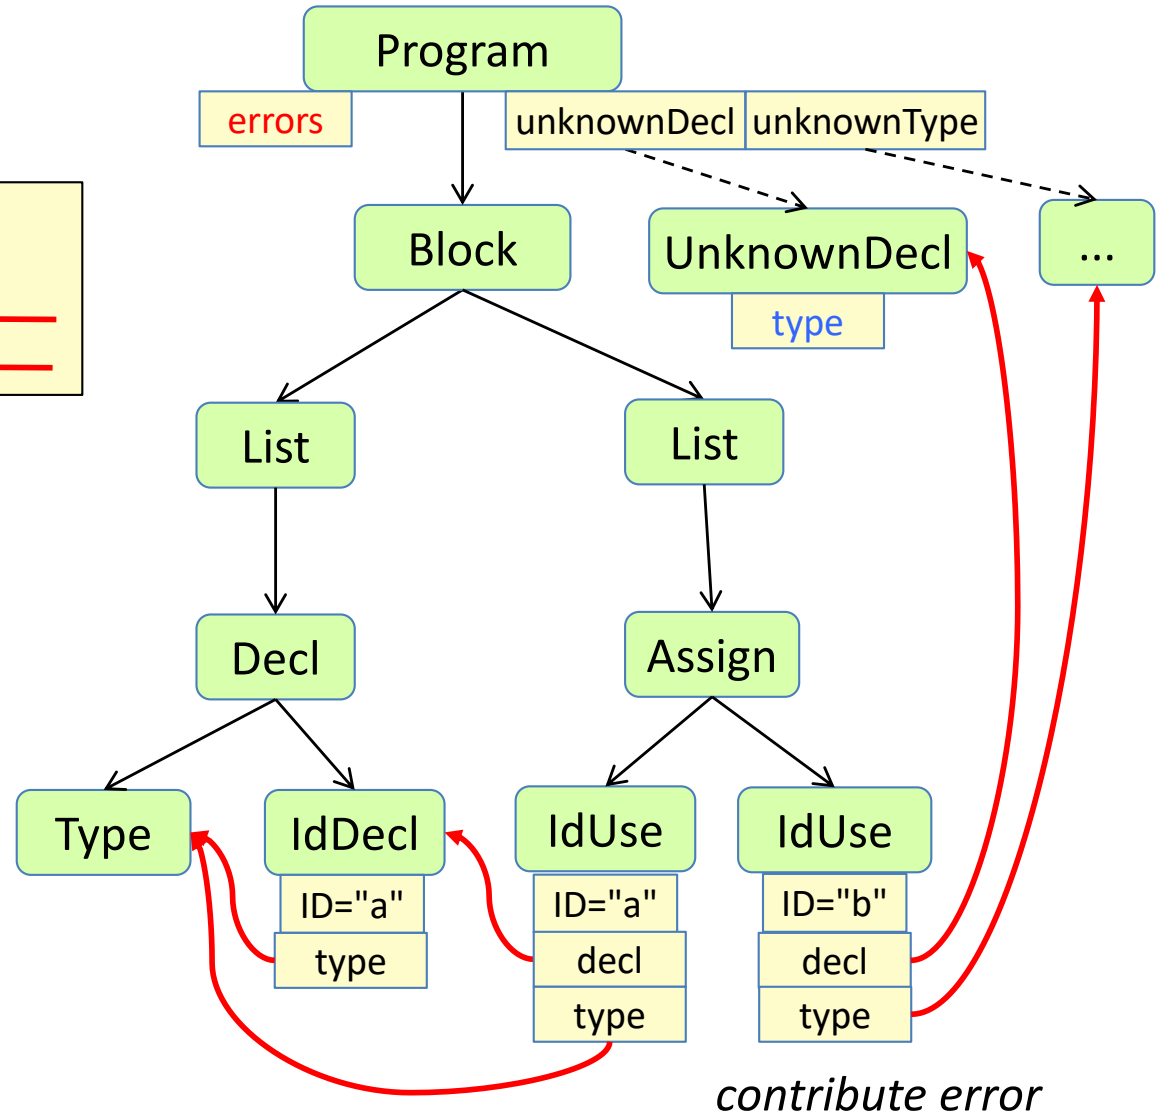 Program
errors
unknownDecl
unknownType
Block
UnknownDecl
...
type
List
List
Decl
Assign
Type
IdDecl
IdUse
IdUse
ID="a"
ID="a"
ID="b"
type
decl
decl
type
type
contribute error